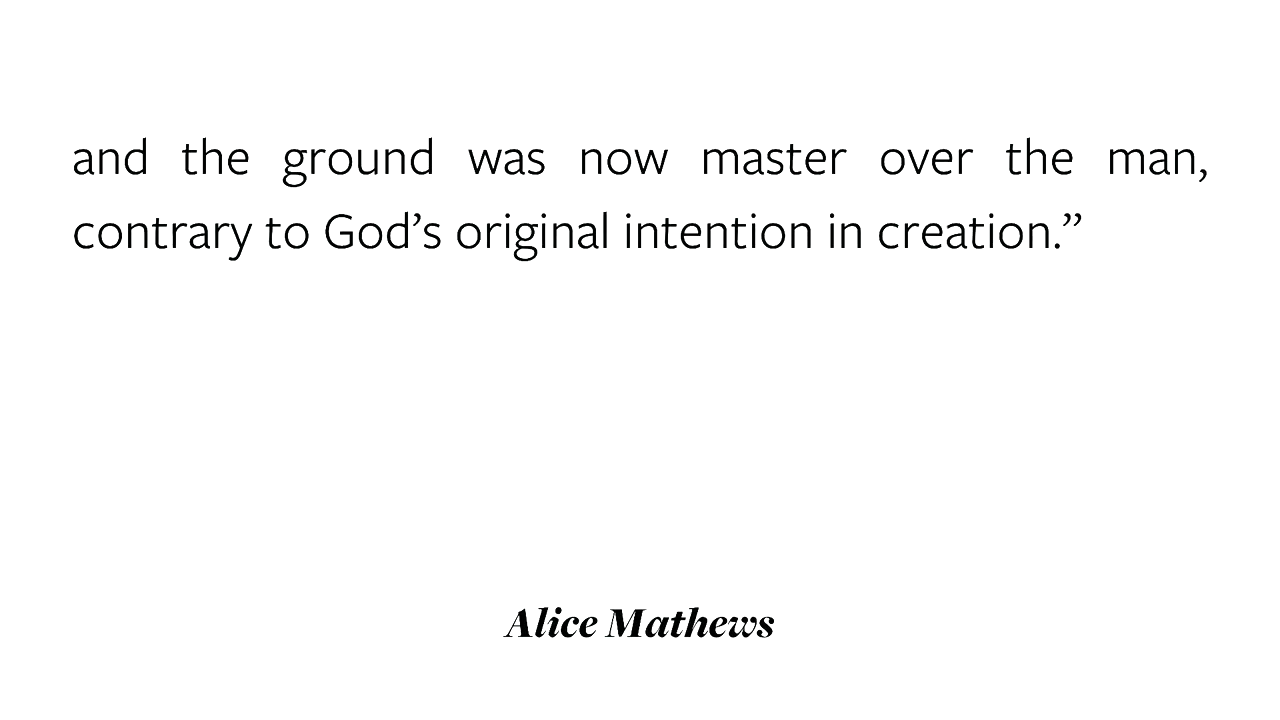 and the ground was now master over the man,
contrary to God’s original intention in creation.”
Alice Mathews